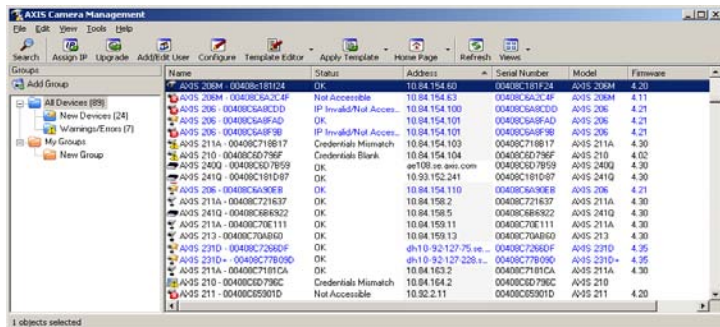 AXIS Camera Management
File Edit View Tools Help
Search Assign IP Upgrade Add/Edit User Configure Template Editor Apply Template Home Page Refresh Views
Groups
Add Group
All Devices (89)
New Devices (24)
Warnings/Errors (7)
My Groups
New Group
Name Status Address Serial Number Model Firmware
AXIS 206M - 00408C181F24 OK 10.84.154.60 00408C181F24 AXIS 206M 4.20
AXIS 206M - 00408C6A2C4F Not Accessible 10.84.154.63 00408C6A2C4F AXIS 206M 4.11
AXIS 206 - 00408C6A8CDD IP Invalid/Not Acces... 10.84.154.100 00408C6A8CDD AXIS 206 4.21
AXIS 206 - 00408C6A8FAD OK 10.84.154.101 00408C6A8FAD AXIS 206 4.21
AXIS 206 - 00408C6A8F9B IP Invalid/Not Acces... 10.84.154.101 00408C6A8F9B AXIS 206 4.21
AXIS 211A - 00408C718B17 Credentials Mismatch 10.84.154.103 00408C718B17 AXIS 211A 4.30
AXIS 210 - 00408C6D796F Credentials Blank 10.84.154.104 00408C6D796F AXIS 210 4.02
AXIS 240Q - 00408C6D7B59 OK ae108.se.axis.com 00408C6D7B59 AXIS 240Q 4.30
AXIS 241Q - 00408C181D87 OK 10.93.152.241 00408C181D87 AXIS 241Q 4.30
AXIS 206 - 00408C6A90EB OK 10.84.154.110 00408C6A90EB AXIS 206 4.21
AXIS 211A - 00408C721637 OK 10.84.158.2 00408C721637 AXIS 211A 4.30
AXIS 241Q - 00408C6B6922 OK 10.84.158.5 00408C6B6922 AXIS 241Q 4.30
AXIS 211A - 00408C70E111 OK 10.84.159.11 00408C70E111 AXIS 211A 4.30
AXIS 213 - 00408C70AB60 OK 10.84.159.13 00408C70AB60 AXIS 213 4.30
AXIS 231D - 00408C7266DF OK dh10-92-127-75.se... 00408C7266DF AXIS 231D 4.35
AXIS 231D+ - 00408C77B09D OK dh10-92-127-228.s... 00408C77B09D AXIS 231D+ 4.35
AXIS 211A - 00408C7181CA OK 10.84.163.2 00408C7181CA AXIS 211A 4.30
AXIS 210 - 00408C6D796C Credentials Mismatch 10.84.164.2 00408C6D796C AXIS 210
AXIS 211 - 00408C65901D Not Accessible 10.92.2.11 00408C65901D AXIS 211 4.20
1 objects selected